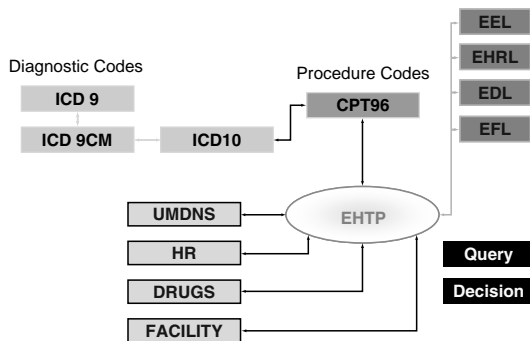 EEL
Diagnostic Codes
Procedure Codes
EHRL
ICD 9
CPT96
EDL
ICD 9CM
ICD10
EFL
UMDNS
EHTP
HR
Query
DRUGS
Decision
FACILITY